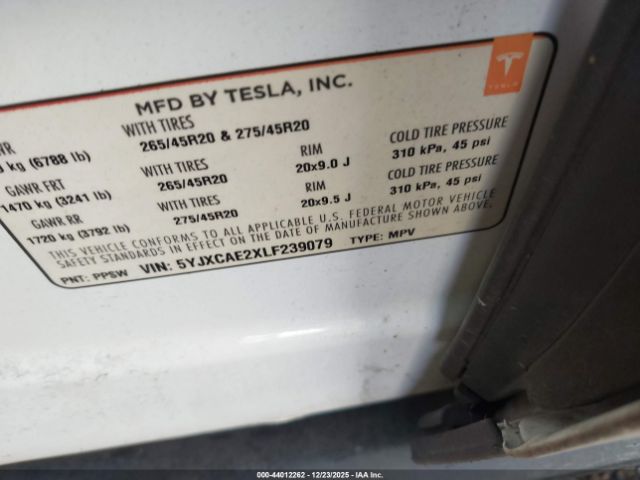 TESLA
MFD BY TESLA, INC.
WITH TIRES
(6788 lb) 265/45R20 & 275/45R20 COLD TIRE PRESSURE
GAWR FRT WITH TIRES RIM 310 kPa, 45 psi
1470 kg (3241 lb) 265/45R20 20x9.0 J COLD TIRE PRESSURE
GAWR RR WITH TIRES RIM 310 kPa, 45 psi
1720 kg (3792 lb) 275/45R20 20x9.5 J
THIS VEHICLE CONFORMS TO ALL APPLICABLE U.S. FEDERAL MOTOR VEHICLE
SAFETY STANDARDS IN EFFECT ON THE DATE OF MANUFACTURE SHOWN ABOVE.
PNT: PPSW VIN: 5YJXCAE2XLF239079 TYPE: MPV
000-44012262 - 12/23/2025 - IAA Inc.